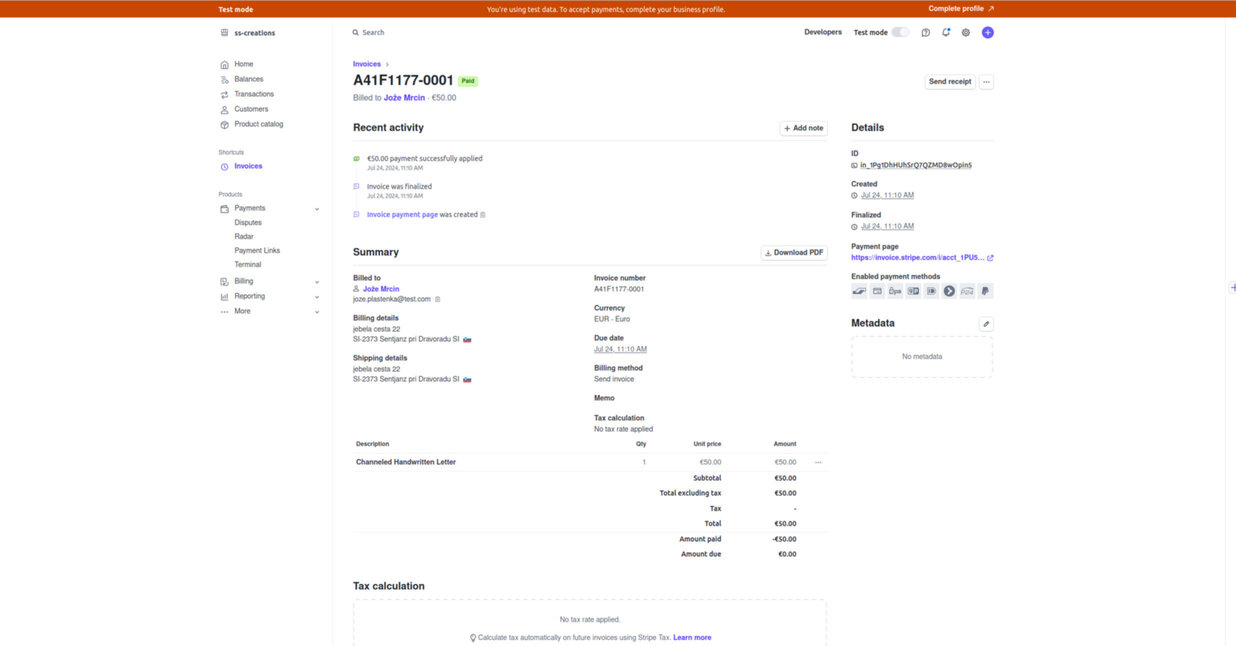 Test mode
You're using test data. To accept payments, complete your business profile.
Complete profile
ss-creations
Search
Developers
Test mode
Home
Balances
Transactions
Customers
Product catalog
Shortcuts
Invoices
Products
Payments
Disputes
Radar
Payment Links
Terminal
Billing
Reporting
More
Invoices
A41F1177-0001 Paid
Billed to Jože Mrcin · €50.00
Send receipt
Recent activity
Add note
€50.00 payment successfully applied
Jul 24, 2024, 11:10 AM
Invoice was finalized
Jul 24, 2024, 11:10 AM
Invoice payment page was created
Summary
Download PDF
Billed to
Jože Mrcin
joze.plastenka@test.com
Billing details
jebela cesta 22
SI-2373 Sentjanz pri Dravoradu SI
Shipping details
jebela cesta 22
SI-2373 Sentjanz pri Dravoradu SI
Invoice number
A41F1177-0001
Currency
EUR - Euro
Due date
Jul 24, 11:10 AM
Billing method
Send invoice
Memo
Tax calculation
No tax rate applied
Description Qty Unit price Amount
Channeled Handwritten Letter 1 €50.00 €50.00
Subtotal €50.00
Total excluding tax €50.00
Tax -
Total €50.00
Amount paid -€50.00
Amount due €0.00
Tax calculation
No tax rate applied.
Calculate tax automatically on future invoices using Stripe Tax. Learn more
Details
ID
in_1Pg1DhHUhSrQ7QZMD8wOpin5
Created
Jul 24, 11:10 AM
Finalized
Jul 24, 11:10 AM
Payment page
https://invoice.stripe.com/i/acct_1PU5...
Enabled payment methods
Metadata
No metadata